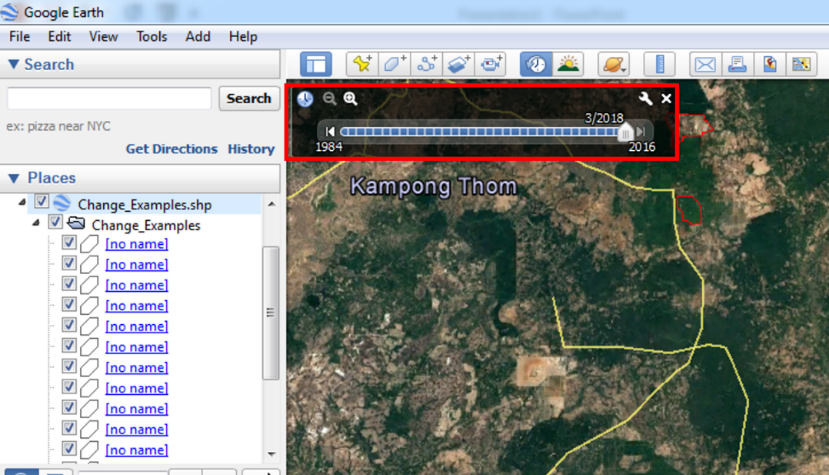 Google Earth
File Edit View Tools Add Help
Search
Search
ex: pizza near NYC
Get Directions History
Places
Change_Examples.shp
Change_Examples
[no name]
[no name]
[no name]
[no name]
[no name]
[no name]
[no name]
[no name]
[no name]
[no name]
[no name]
3/2018
1984 2016
Kampong Thom